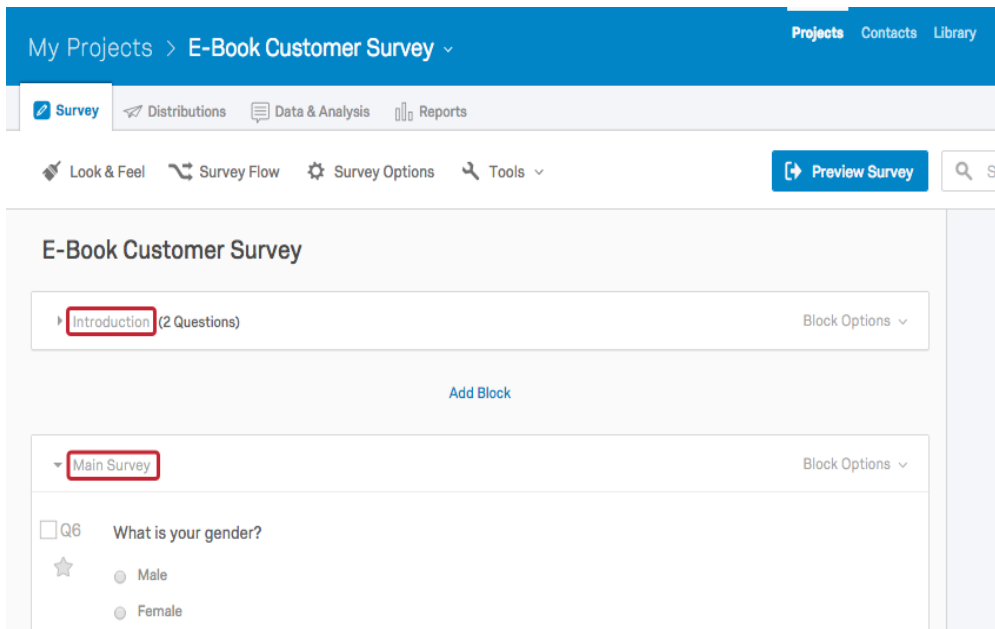 Projects Contacts Library
My Projects > E-Book Customer Survey
Survey Distributions Data & Analysis Reports
Look & Feel Survey Flow Survey Options Tools Preview Survey S
E-Book Customer Survey
Introduction (2 Questions) Block Options
Add Block
Main Survey Block Options
Q6 What is your gender?
Male
Female